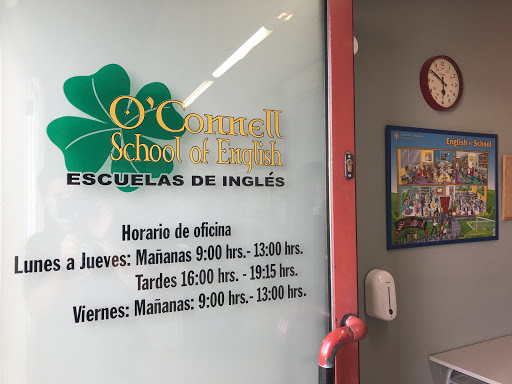 O'Connell
School of English
ESCUELAS DE INGLÉS
Horario de oficina
Lunes a Jueves: Mañanas 9:00 hrs.- 13:00 hrs.
Tardes 16:00 hrs. - 19:15 hrs.
Viernes: Mañanas: 9:00 hrs.- 13:00 hrs.
English at School